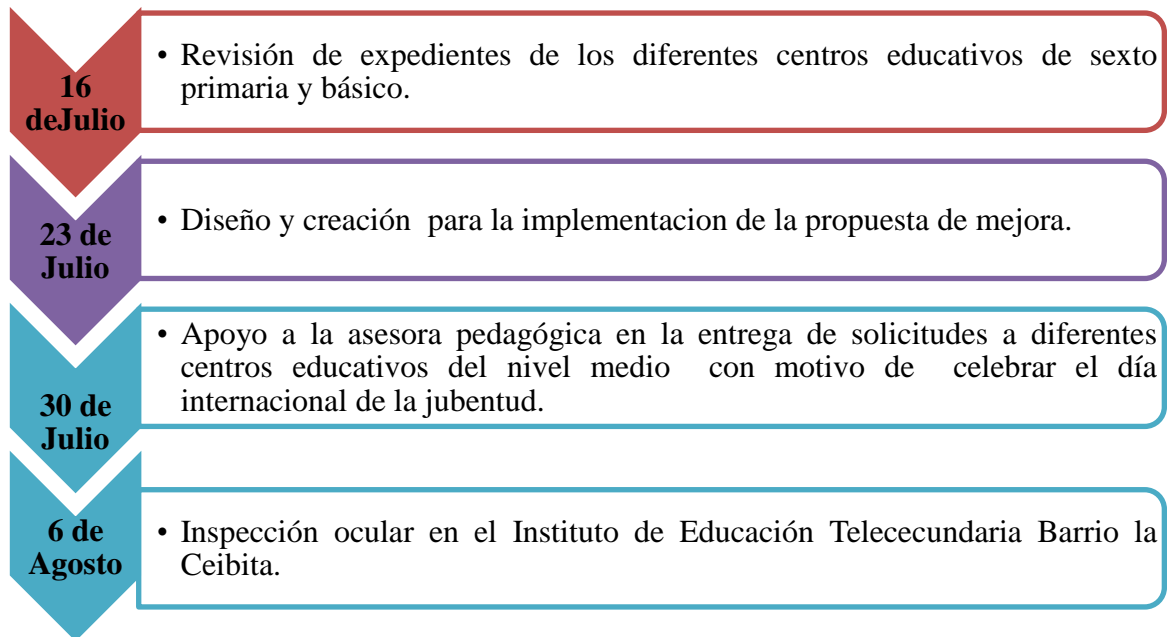 16
deJulio
• Revisión de expedientes de los diferentes centros educativos de sexto
primaria y básico.
23 de
Julio
• Diseño y creación para la implementacion de la propuesta de mejora.
30 de
Julio
• Apoyo a la asesora pedagógica en la entrega de solicitudes a diferentes
centros educativos del nivel medio con motivo de celebrar el día
internacional de la jubentud.
6 de
Agosto
• Inspección ocular en el Instituto de Educación Telececundaria Barrio la
Ceibita.